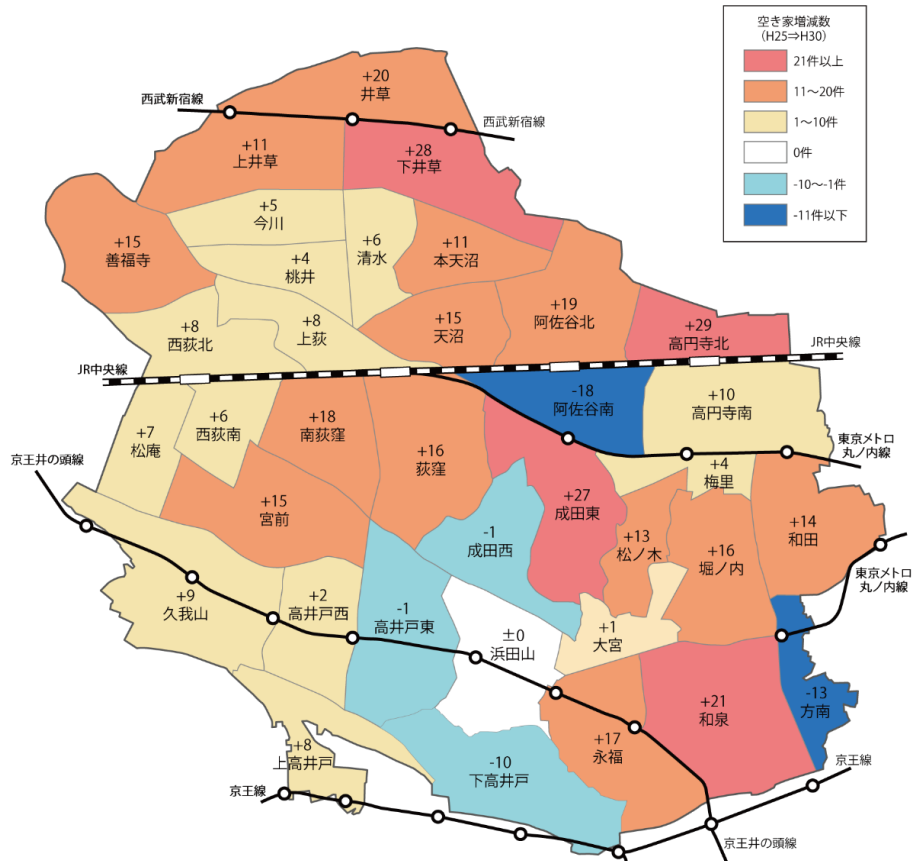 空き家増減数
（H25⇒H30）
21件以上
11〜20件
1〜10件
0件
-10〜-1件
-11件以下
+20
井草
西武新宿線
西武新宿線
+11
上井草
+28
下井草
+5
今川
+15
善福寺
+6
清水
+11
本天沼
+4
桃井
+19
阿佐谷北
+8
西荻北
+8
上荻
+15
天沼
+29
高円寺北
JR中央線
JR中央線
-18
阿佐谷南
+10
高円寺南
+7
松庵
+6
西荻南
+18
南荻窪
+16
荻窪
東京メトロ
丸ノ内線
+4
梅里
京王井の頭線
+15
宮前
+27
成田東
-1
成田西
+13
松ノ木
+16
堀ノ内
+14
和田
東京メトロ
丸ノ内線
+9
久我山
+2
高井戸西
-1
高井戸東
±0
浜田山
+1
大宮
+21
和泉
-13
方南
+17
永福
+8
上高井戸
-10
下高井戸
京王線
京王線
京王井の頭線